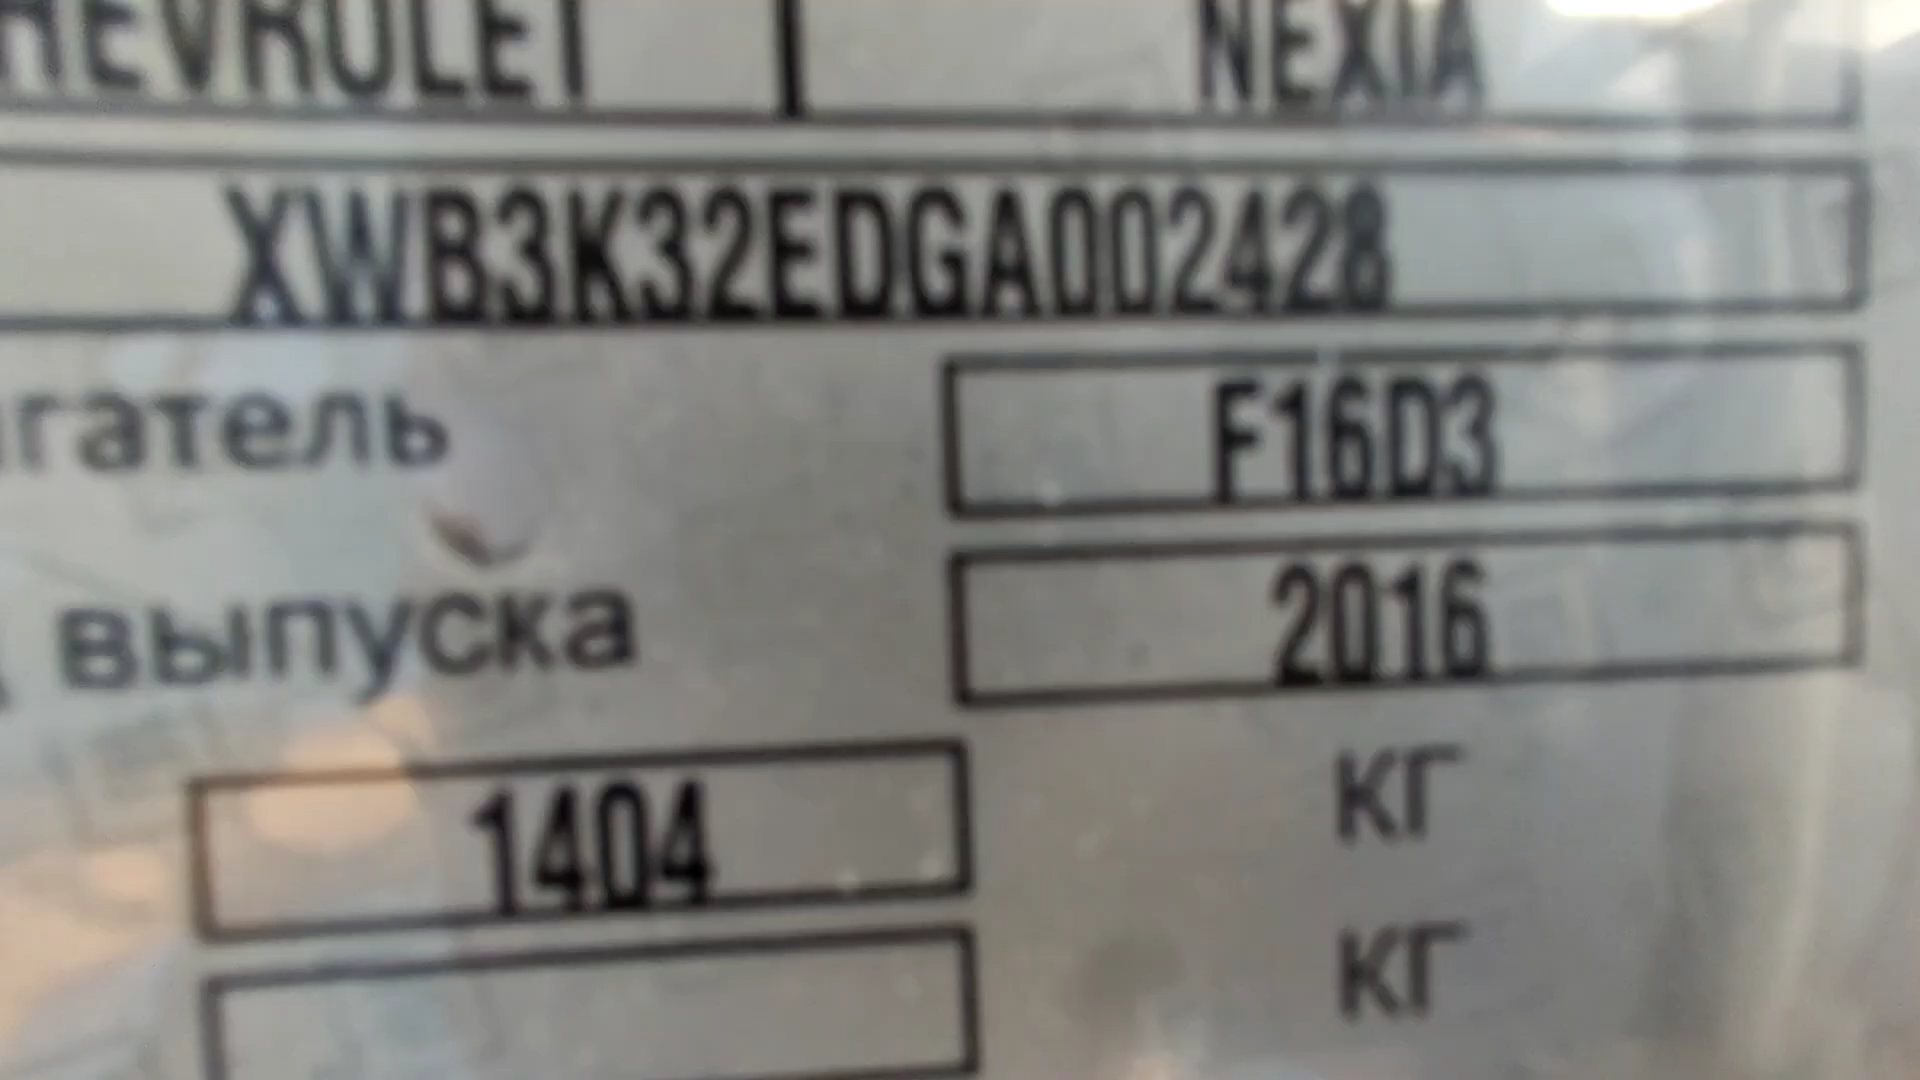 HEVROLET NEXIA
XWB3K32EDGA002428
гатель F16D3
выпуска 2016
1404 КГ
КГ